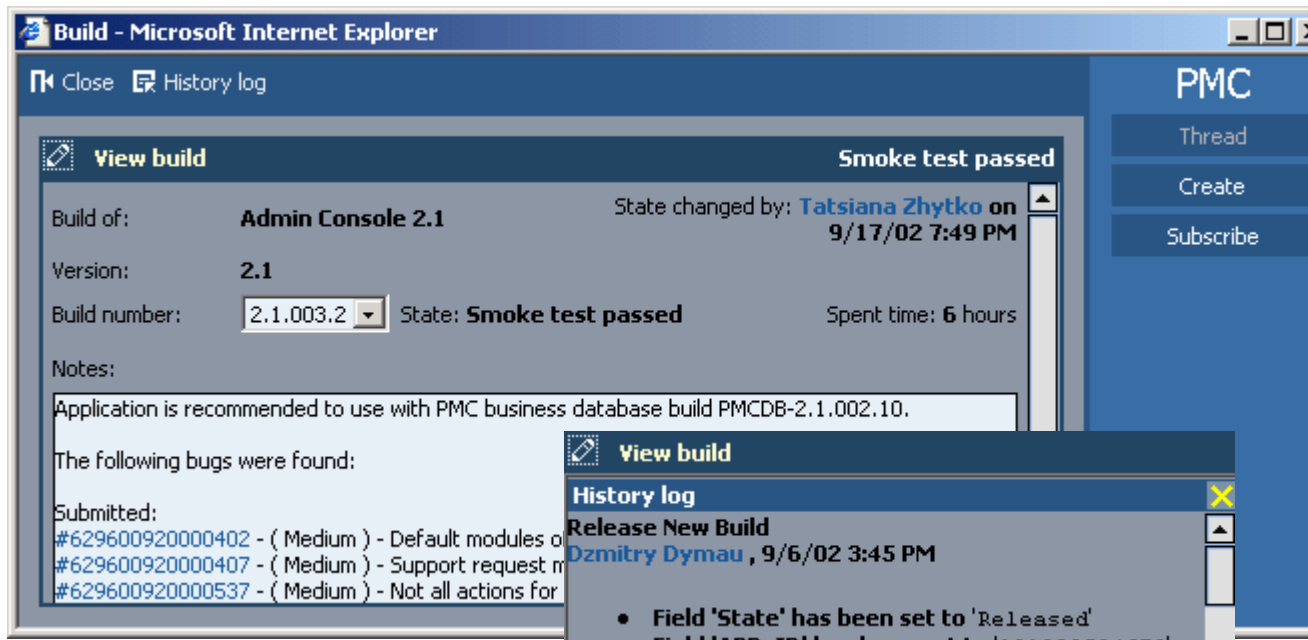 Build - Microsoft Internet Explorer
Close History log
PMC
Thread
Create
Subscribe
View build Smoke test passed
Build of: Admin Console 2.1 State changed by: Tatsiana Zhytko on
9/17/02 7:49 PM
Version: 2.1
Build number: 2.1.003.2 State: Smoke test passed Spent time: 6 hours
Notes:
Application is recommended to use with PMC business database build PMCDB-2.1.002.10.
The following bugs were found:
Submitted:
#629600920000402 - ( Medium ) - Default modules
#629600920000407 - ( Medium ) - Support request
#629600920000537 - ( Medium ) - Not all actions for
View build
History log
Release New Build
Dzmitry Dymau , 9/6/02 3:45 PM
• Field 'State' has been set to 'Released'